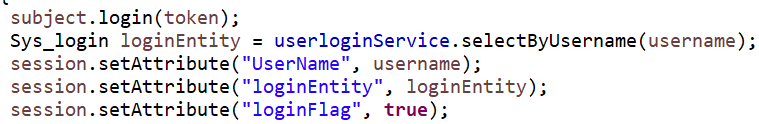 subject.login(token);
Sys_login loginEntity = userloginService.selectByUsername(username);
session.setAttribute("UserName", username);
session.setAttribute("loginEntity", loginEntity);
session.setAttribute("loginFlag", true);